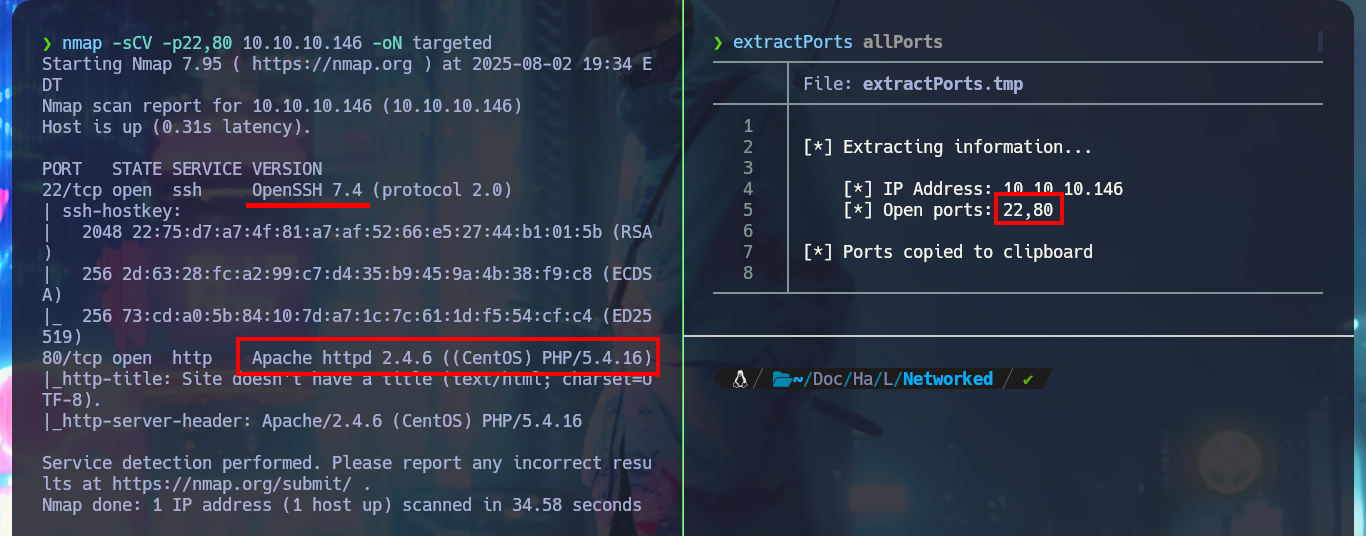 ❯ nmap -sCV -p22,80 10.10.10.146 -oN targeted
Starting Nmap 7.95 ( https://nmap.org ) at 2025-08-02 19:34 E
DT
Nmap scan report for 10.10.10.146 (10.10.10.146)
Host is up (0.31s latency).
PORT   STATE SERVICE VERSION
22/tcp open  ssh     OpenSSH 7.4 (protocol 2.0)
| ssh-hostkey:
|   2048 22:75:d7:a7:4f:81:a7:af:52:66:e5:27:44:b1:01:5b (RSA
)
|   256 2d:63:28:fc:a2:99:c7:d4:35:b9:45:9a:4b:38:f9:c8 (ECDS
A)
|_  256 73:cd:a0:5b:84:10:7d:a7:1c:7c:61:1d:f5:54:cf:c4 (ED25
519)
80/tcp open  http    Apache httpd 2.4.6 ((CentOS) PHP/5.4.16)
|_http-title: Site doesn't have a title (text/html; charset=U
TF-8).
|_http-server-header: Apache/2.4.6 (CentOS) PHP/5.4.16
Service detection performed. Please report any incorrect resu
lts at https://nmap.org/submit/ .
Nmap done: 1 IP address (1 host up) scanned in 34.58 seconds
❯ extractPorts allPorts
File: extractPorts.tmp
1
2 [*] Extracting information...
3
4 [*] IP Address: 10.10.10.146
5 [*] Open ports: 22,80
6
7 [*] Ports copied to clipboard
8
~/Doc/Ha/L/Networked ✔